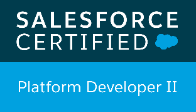 SALESFORCE
CERTIFIED
Platform Developer II